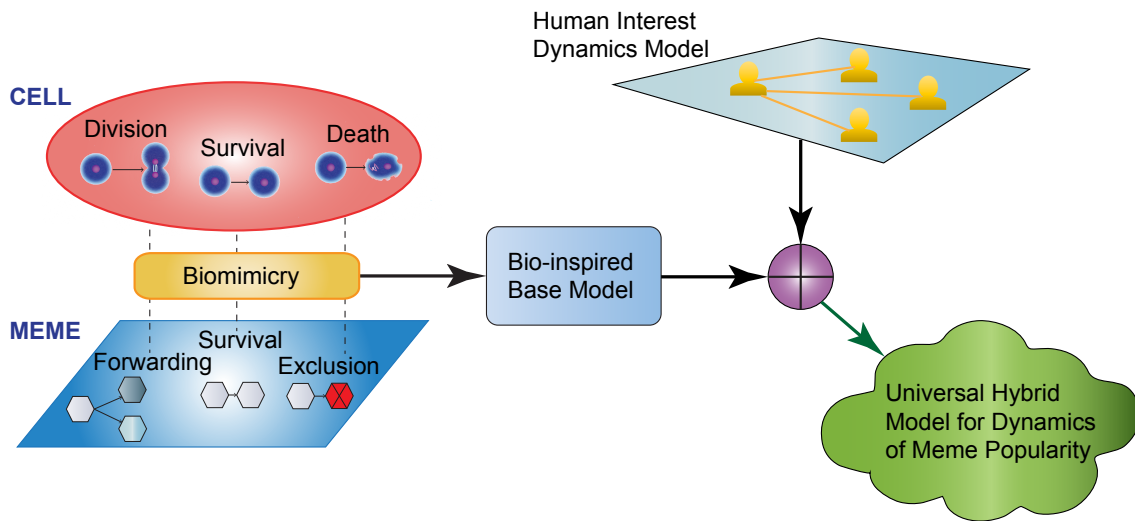 Human Interest
Dynamics Model
CELL
Division
Survival
Death
Biomimicry
Bio-inspired
Base Model
MEME
Survival
Forwarding
Exclusion
Universal Hybrid
Model for Dynamics
of Meme Popularity